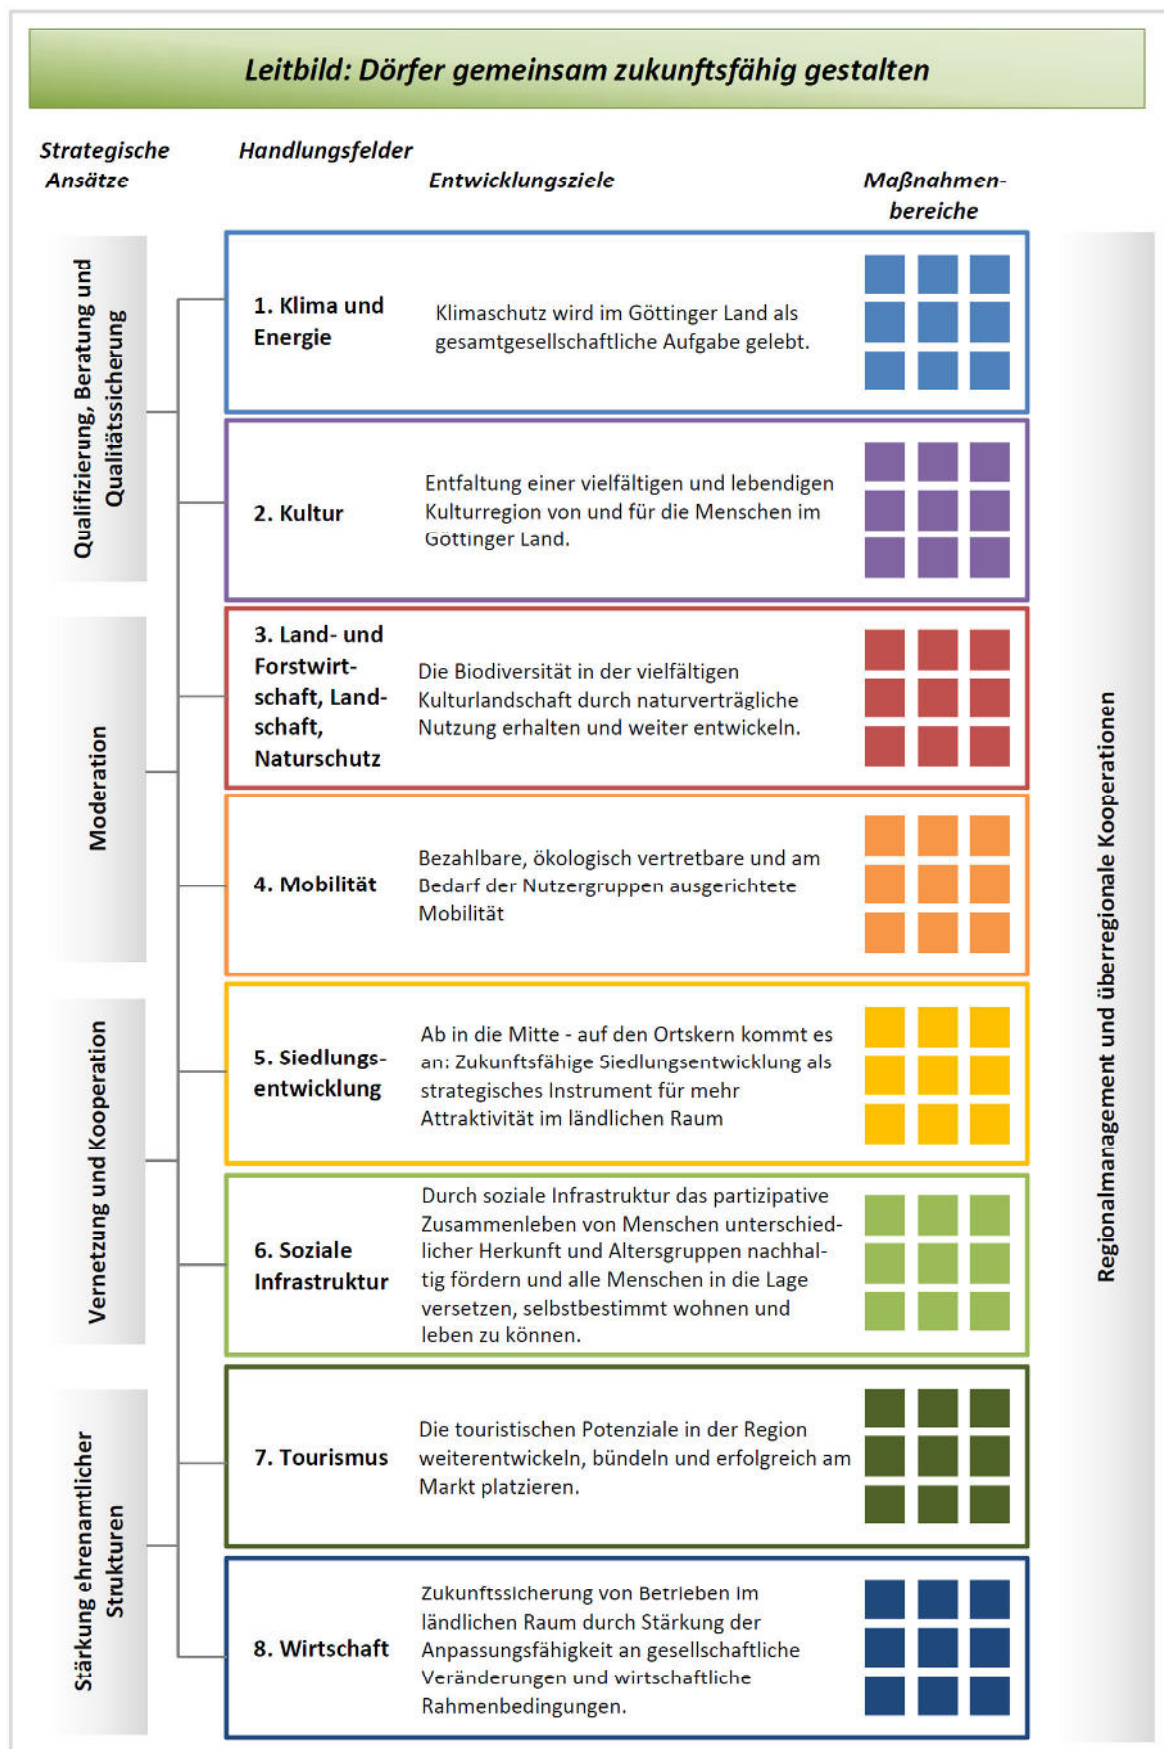 Leitbild: Dörfer gemeinsam zukunftsfähig gestalten
Strategische
Ansätze
Handlungsfelder
Entwicklungsziele
Maßnahmen-
bereiche
Qualifizierung, Beratung und
Qualitätssicherung
Moderation
Vernetzung und Kooperation
Stärkung ehrenamtlicher
Strukturen
1. Klima und
Energie
Klimaschutz wird im Göttinger Land als
gesamtgesellschaftliche Aufgabe gelebt.
2. Kultur
Entfaltung einer vielfältigen und lebendigen
Kulturregion von und für die Menschen im
Göttinger Land.
3. Land- und
Forstwirt-
schaft, Land-
schaft,
Naturschutz
Die Biodiversität in der vielfältigen
Kulturlandschaft durch naturverträgliche
Nutzung erhalten und weiter entwickeln.
4. Mobilität
Bezahlbare, ökologisch vertretbare und am
Bedarf der Nutzergruppen ausgerichtete
Mobilität
5. Siedlungs-
entwicklung
Ab in die Mitte - auf den Ortskern kommt es
an: Zukunftsfähige Siedlungsentwicklung als
strategisches Instrument für mehr
Attraktivität im ländlichen Raum
6. Soziale
Infrastruktur
Durch soziale Infrastruktur das partizipative
Zusammenleben von Menschen unterschied-
licher Herkunft und Altersgruppen nachhal-
tig fördern und alle Menschen in die Lage
versetzen, selbstbestimmt wohnen und
leben zu können.
7. Tourismus
Die touristischen Potenziale in der Region
weiterentwickeln, bündeln und erfolgreich am
Markt platzieren.
8. Wirtschaft
Zukunftssicherung von Betrieben im
ländlichen Raum durch Stärkung der
Anpassungsfähigkeit an gesellschaftliche
Veränderungen und wirtschaftliche
Rahmenbedingungen.
Regionalmanagement und überregionale Kooperationen